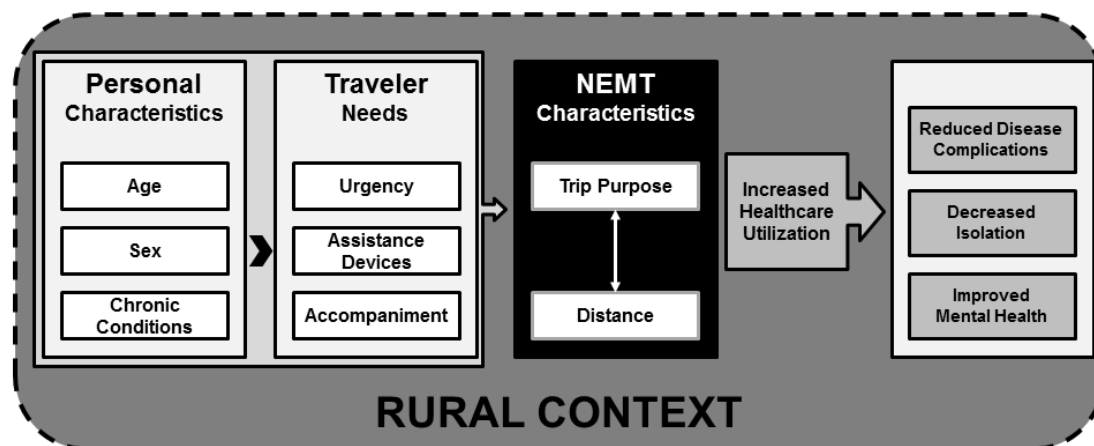 Personal
Characteristics
Age
Sex
Chronic
Conditions
Traveler
Needs
Urgency
Assistance
Devices
Accompaniment
NEMT
Characteristics
Trip Purpose
Distance
Increased
Healthcare
Utilization
Reduced Disease
Complications
Decreased
Isolation
Improved
Mental Health
RURAL CONTEXT